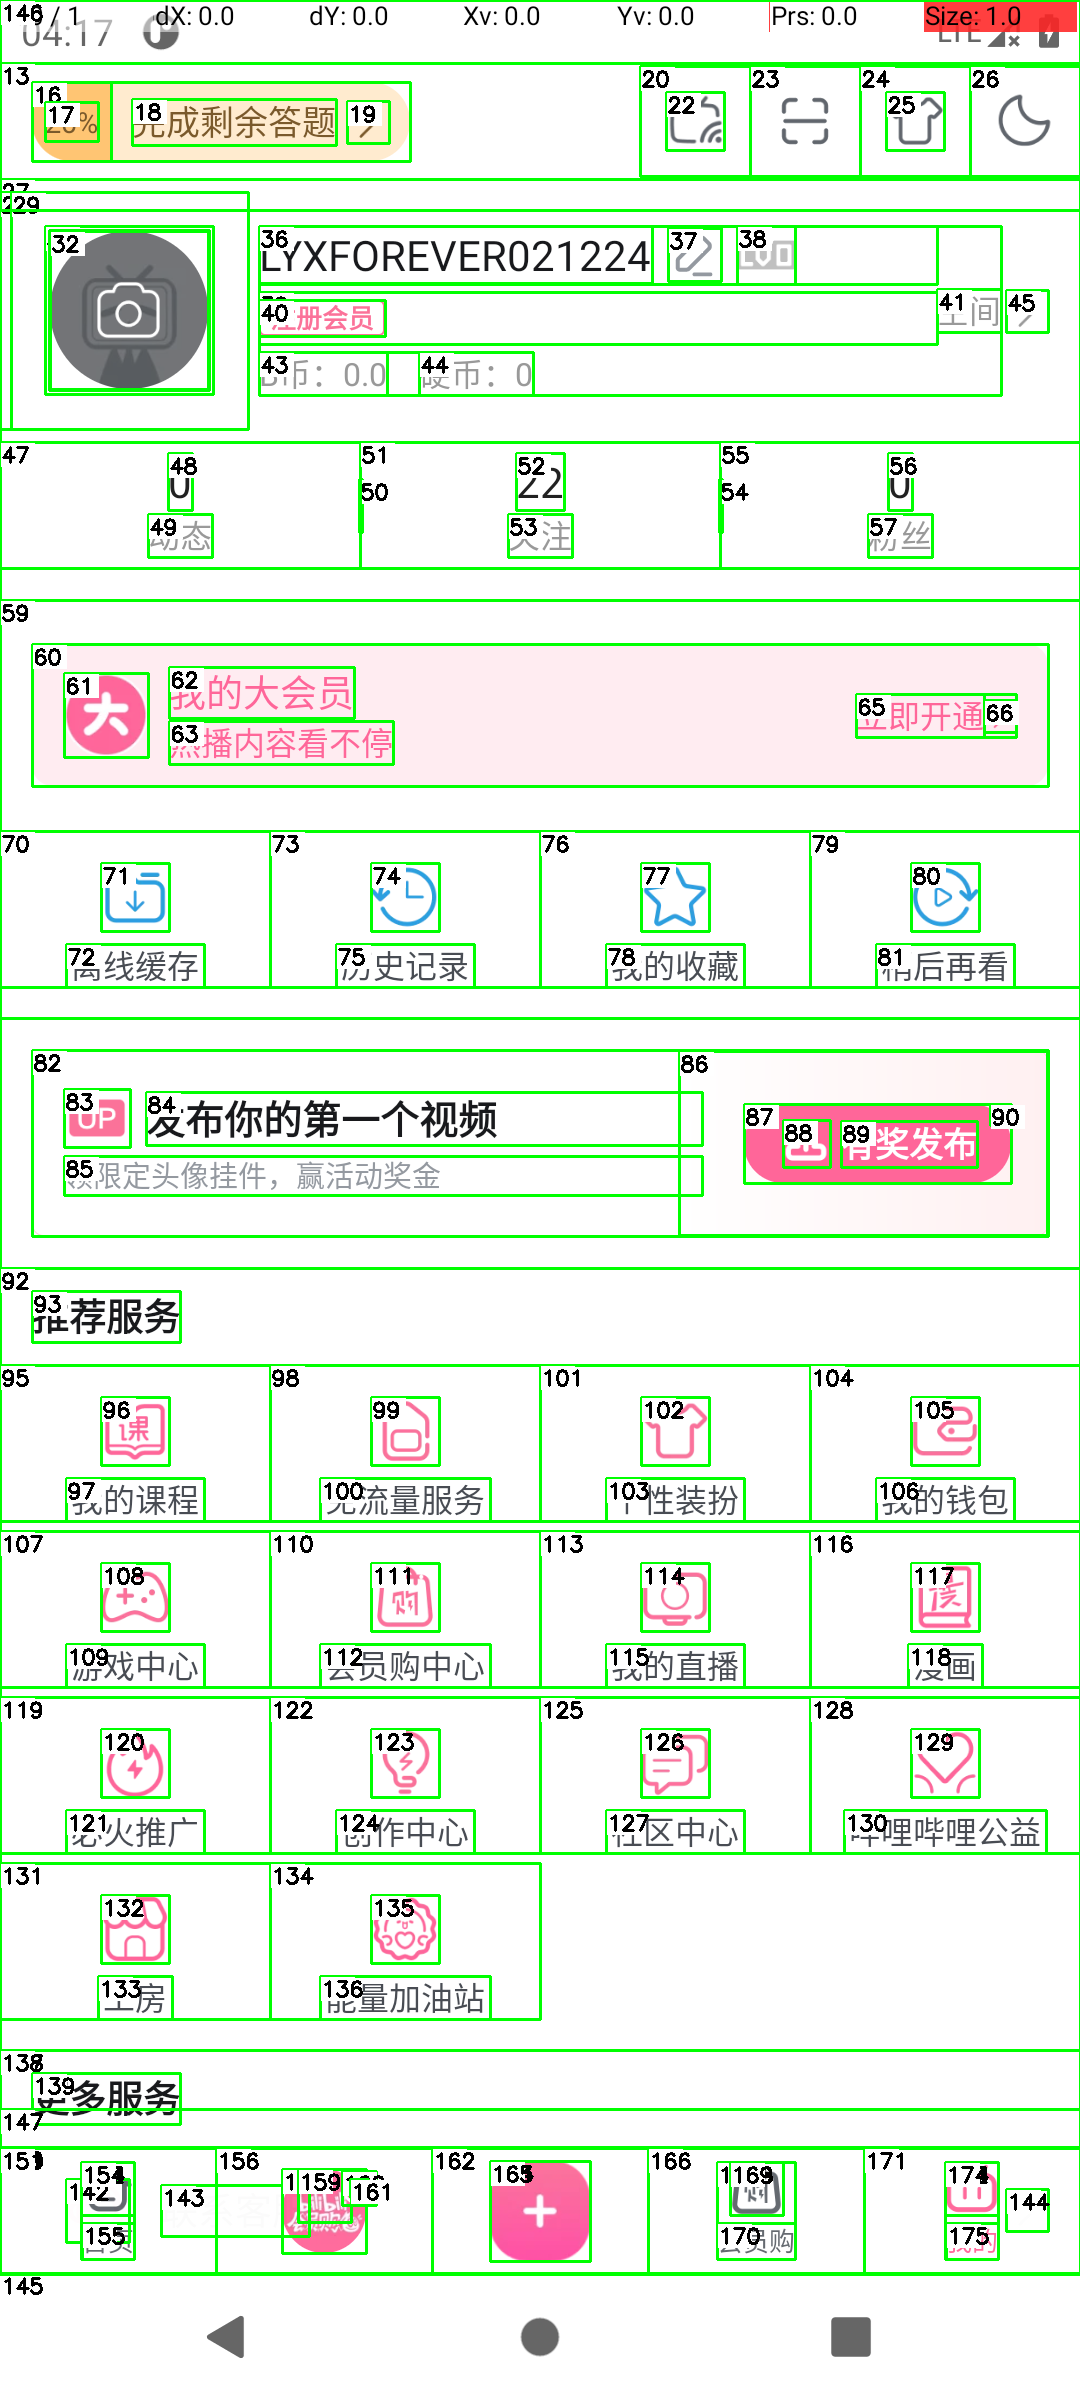 146 / 1 dX: 0.0 dY: 0.0 Xv: 0.0 Yv: 0.0 Prs: 0.0 Size: 1.0
04:17 LTE
13 16 17 18 19 20 22 23 24 25 26
完成剩余答题
27 229
32 36 37 38
LYXFOREVER021224
40 41 45
注册会员
空间
43 44
B币：0.0 硬币：0
47 48 51 52 55 56
0 22 0
50 54
49 53 57
动态 关注 粉丝
59
60
61 62 65 66
大 我的大会员
立即开通
63
热播内容看不停
70 73 76 79
71 74 77 80
72 75 78 81
离线缓存 历史记录 我的收藏 稍后再看
82 86
83 84 87 88 89 90
UP 发布你的第一个视频
有奖发布
85
领限定头像挂件，赢活动奖金
92
93
推荐服务
95 98 101 104
96 99 102 105
课
97 100 103 106
我的课程 免流量服务 个性装扮 我的钱包
107 110 113 116
108 111 114 117
购
109 112 115 118
游戏中心 会员购中心 我的直播 漫画
119 122 125 128
120 123 126 129
121 124 127 130
必火推广 创作中心 社区中心 哔哩哔哩公益
131 134
132 135
133 136
工房 能量加油站
138
139
更多服务
147
156 162 166 171
143 159 161 144
155 170 175
首页 会员购 我的
145